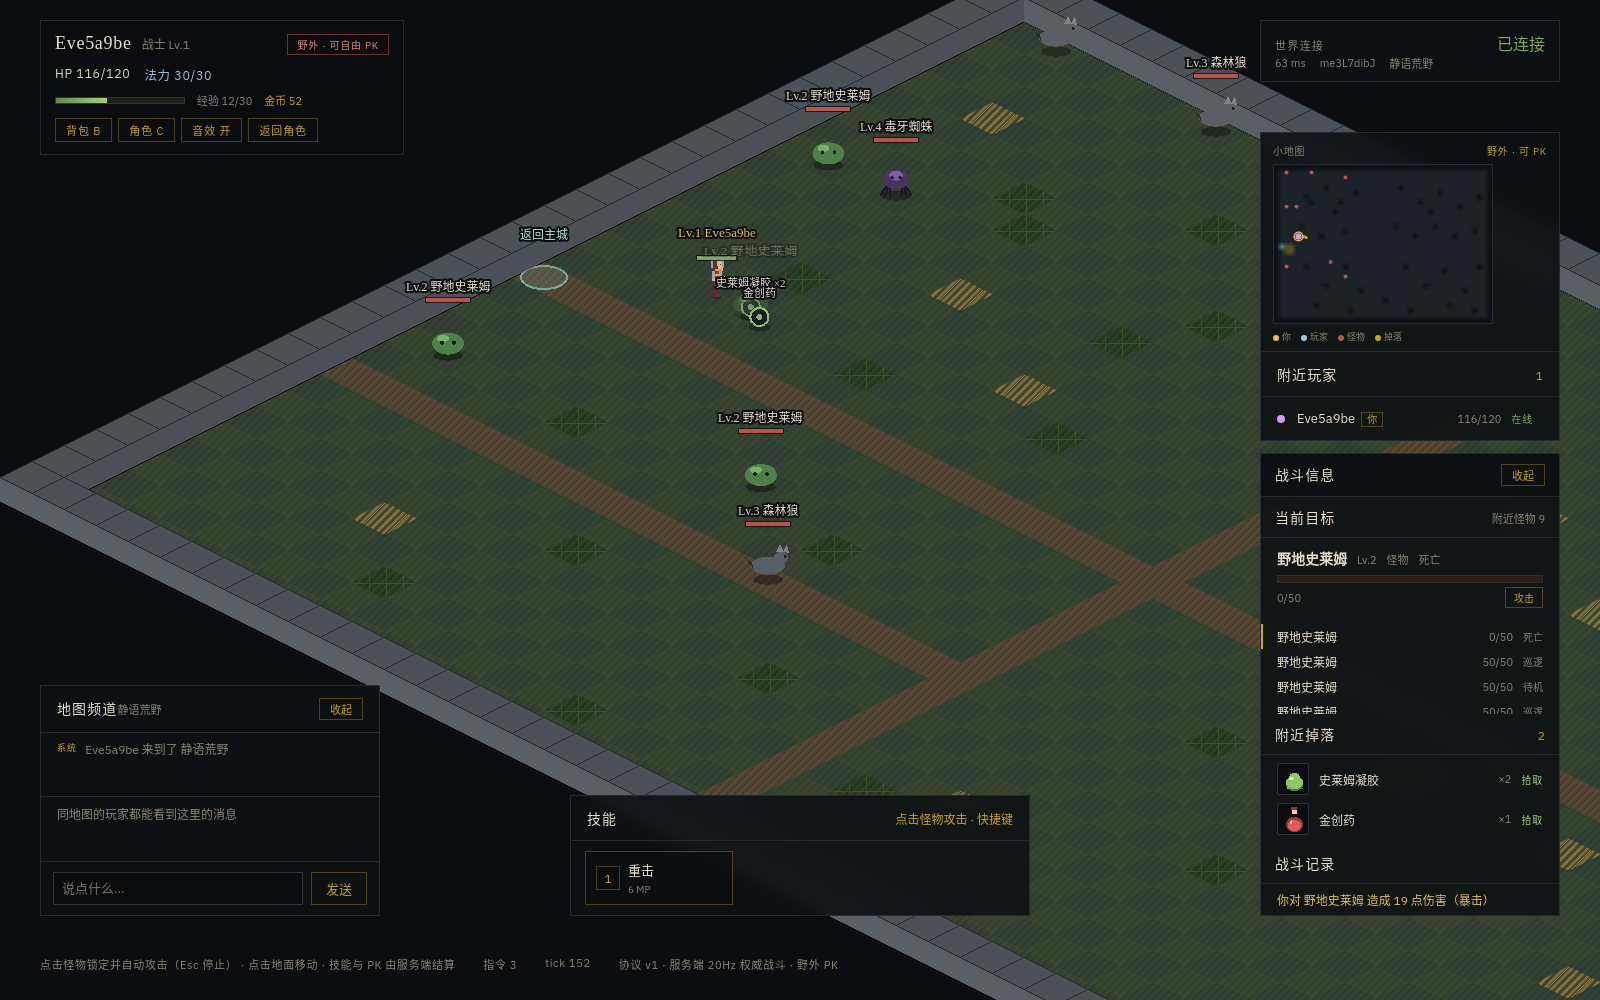 Eve5a9be 战士 Lv.1 野外 · 可自由 PK
HP 116/120 法力 30/30
经验 12/30 金币 52
背包 B 角色 C 音效 开 返回角色
世界连接 已连接
63 ms me3L7dibJ 静语荒野
Lv.3 森林狼
Lv.2 野地史莱姆
Lv.4 毒牙蜘蛛
返回主城
Lv.1 Eve5a9be
Lv.2 野地史莱姆
史莱姆凝胶 ×2
金创药
Lv.2 野地史莱姆
Lv.2 野地史莱姆
Lv.3 森林狼
小地图 野外 · 可 PK
你 玩家 怪物 掉落
附近玩家 1
Eve5a9be 你 116/120 在线
战斗信息 收起
当前目标 附近怪物 9
野地史莱姆 Lv.2 怪物 死亡
0/50 攻击
野地史莱姆 0/50 死亡
野地史莱姆 50/50 巡逻
野地史莱姆 50/50 待机
野地史莱姆 50/50 巡逻
附近掉落 2
史莱姆凝胶 ×2 拾取
金创药 ×1 拾取
战斗记录
你对 野地史莱姆 造成 19 点伤害（暴击）
地图频道 静语荒野 收起
系统 Eve5a9be 来到了 静语荒野
同地图的玩家都能看到这里的消息
说点什么... 发送
技能 点击怪物攻击 · 快捷键
1 重击
6 MP
点击怪物锁定并自动攻击（Esc 停止） · 点击地面移动 · 技能与 PK 由服务端结算 指令 3 tick 152 协议 v1 · 服务端 20Hz 权威战斗 · 野外 PK